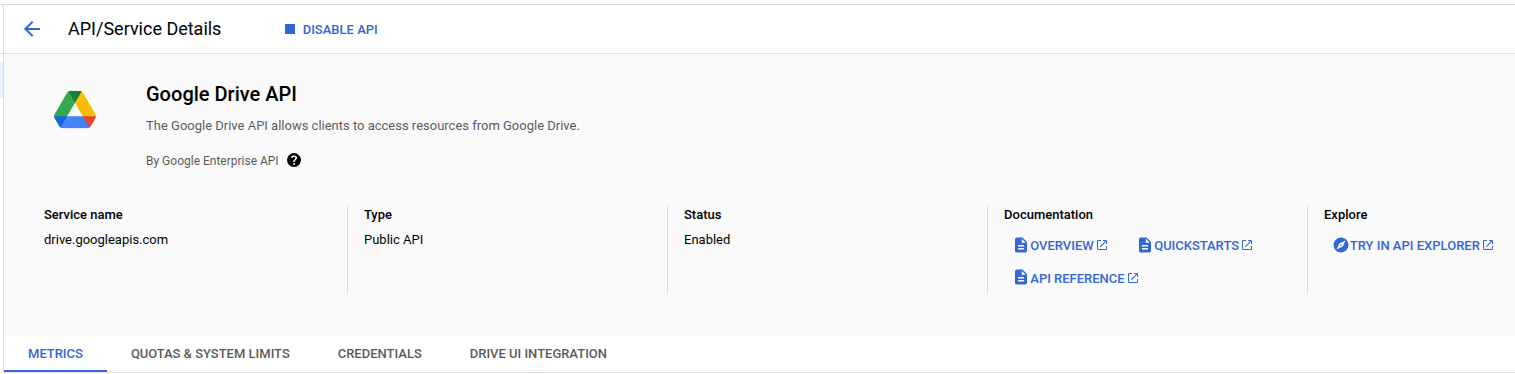 API/Service Details
DISABLE API
Google Drive API
The Google Drive API allows clients to access resources from Google Drive.
By Google Enterprise API
Service name
drive.googleapis.com
Type
Public API
Status
Enabled
Documentation
OVERVIEW
QUICKSTARTS
API REFERENCE
Explore
TRY IN API EXPLORER
METRICS
QUOTAS & SYSTEM LIMITS
CREDENTIALS
DRIVE UI INTEGRATION